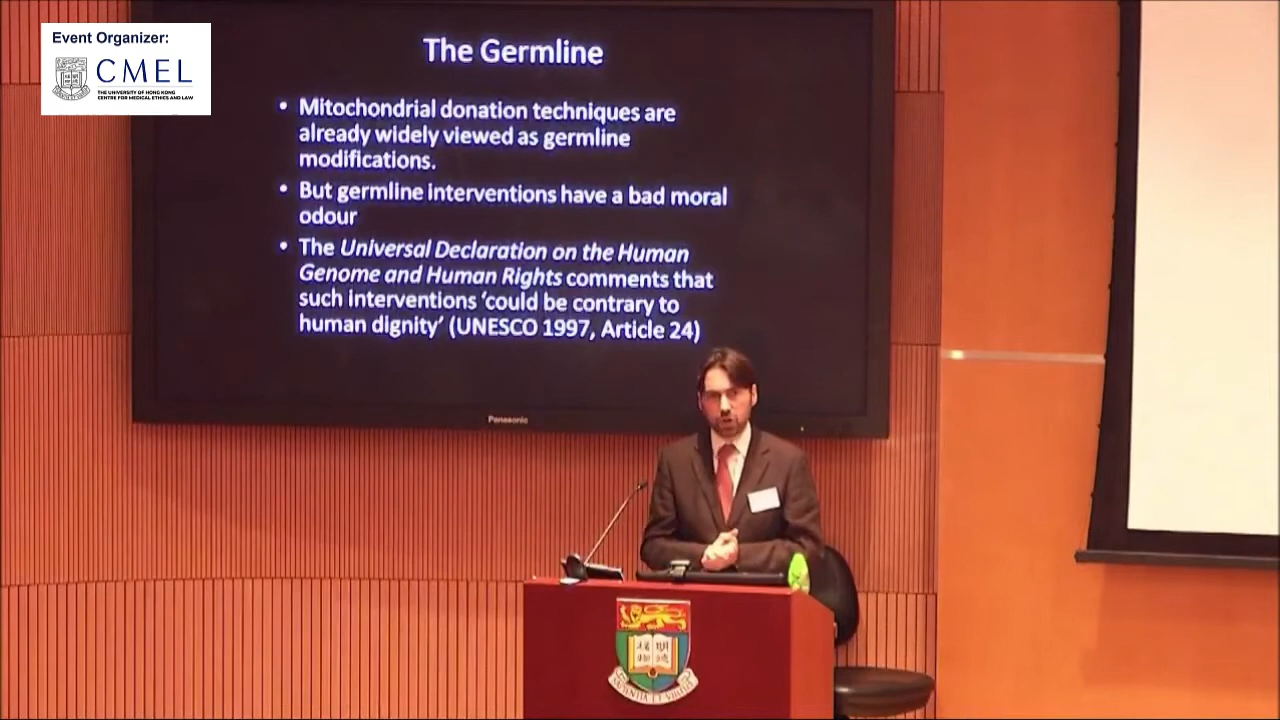 Event Organizer:
CMEL
THE UNIVERSITY OF HONG KONG
CENTRE FOR MEDICAL ETHICS AND LAW
The Germline
• Mitochondrial donation techniques are
already widely viewed as germline
modifications.
• But germline interventions have a bad moral
odour
• The Universal Declaration on the Human
Genome and Human Rights comments that
such interventions ‘could be contrary to
human dignity’ (UNESCO 1997, Article 24)
Panasonic
SAPIENTIA ET VIRTUS